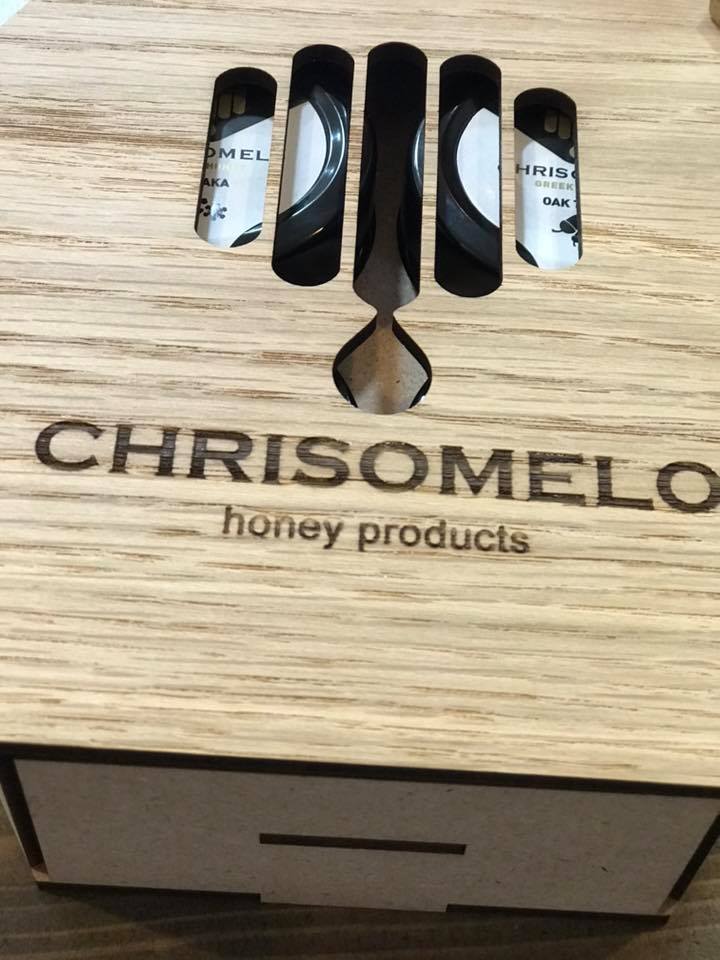 OMEL
AKA
HRISO
GREEK
OAK
CHRISOMELO
honey products